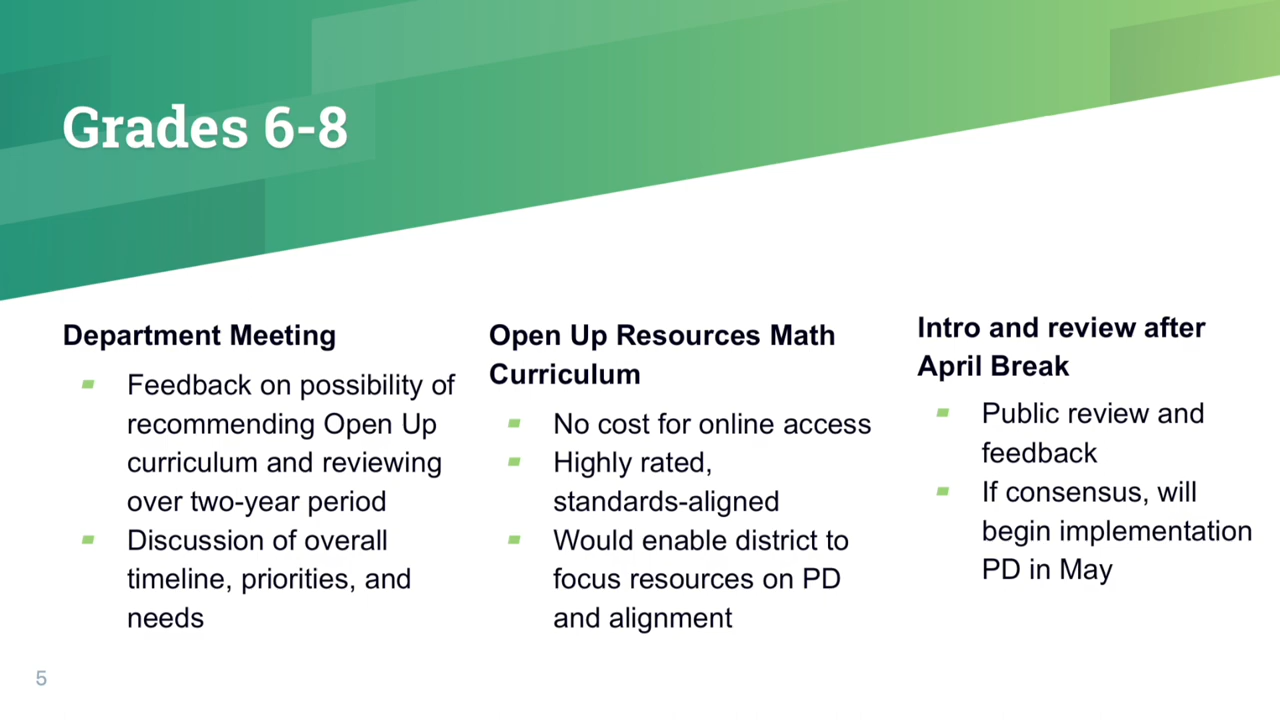 Grades 6-8
Department Meeting
Feedback on possibility of
recommending Open Up
curriculum and reviewing
over two-year period
Discussion of overall
timeline, priorities, and
needs
Open Up Resources Math
Curriculum
No cost for online access
Highly rated,
standards-aligned
Would enable district to
focus resources on PD
and alignment
Intro and review after
April Break
Public review and
feedback
If consensus, will
begin implementation
PD in May
5